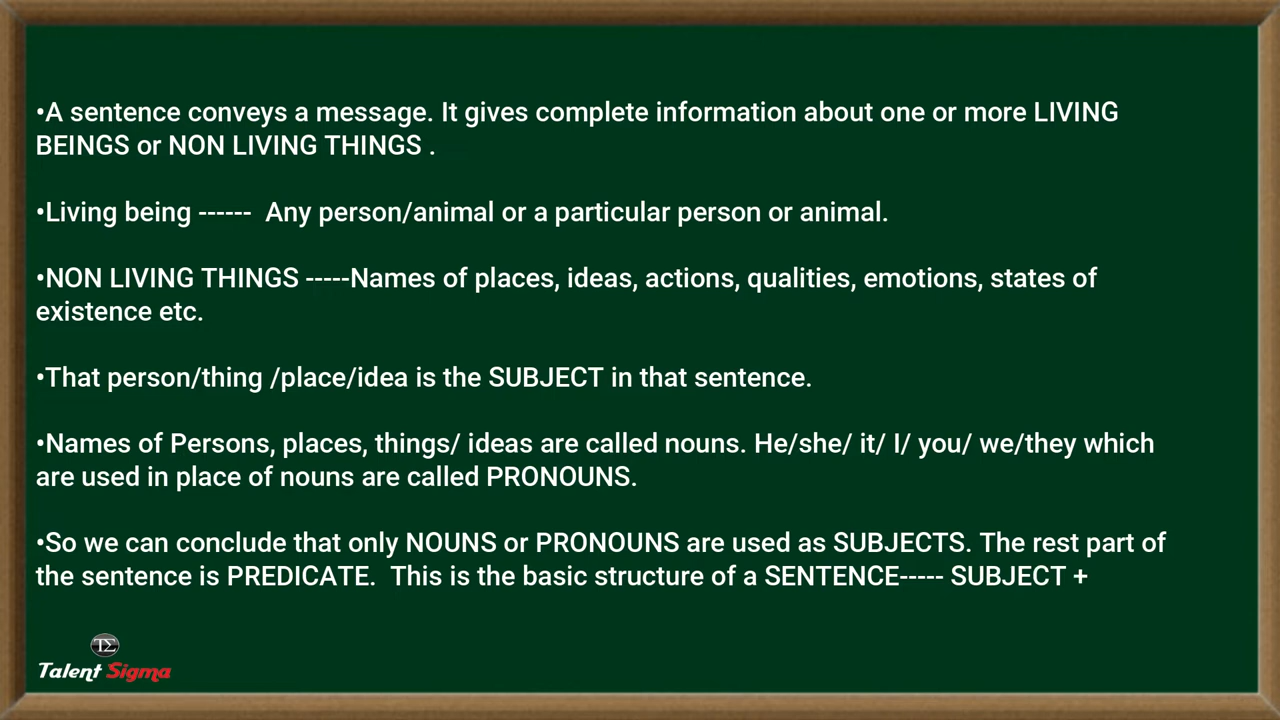 •A sentence conveys a message. It gives complete information about one or more LIVING
BEINGS or NON LIVING THINGS .
•Living being ------  Any person/animal or a particular person or animal.
•NON LIVING THINGS -----Names of places, ideas, actions, qualities, emotions, states of
existence etc.
•That person/thing /place/idea is the SUBJECT in that sentence.
•Names of Persons, places, things/ ideas are called nouns. He/she/ it/ I/ you/ we/they which
are used in place of nouns are called PRONOUNS.
•So we can conclude that only NOUNS or PRONOUNS are used as SUBJECTS. The rest part of
the sentence is PREDICATE.  This is the basic structure of a SENTENCE----- SUBJECT +
TΣ
Talent Sigma